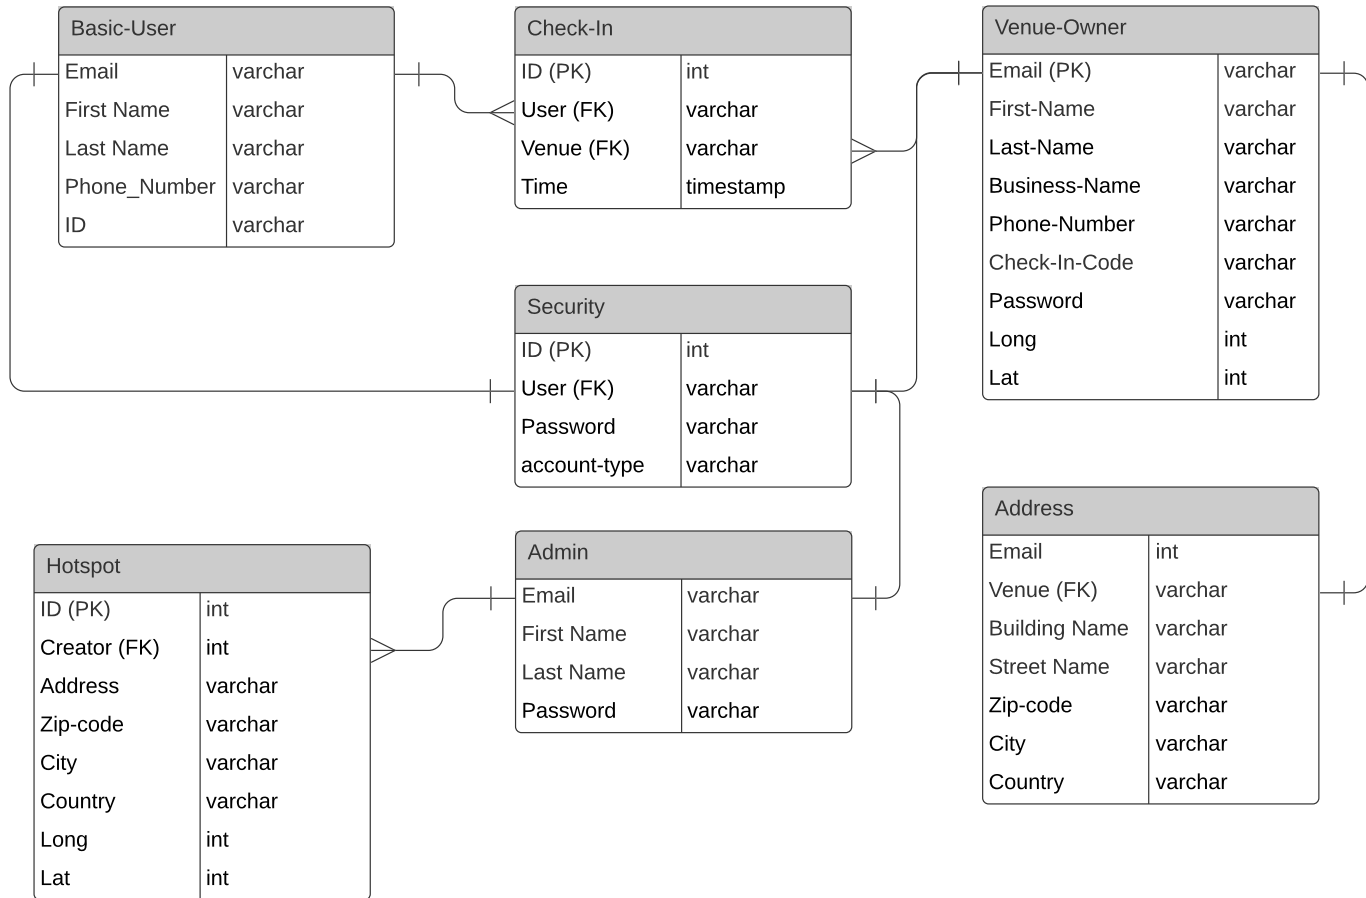 Basic-User
Email varchar
First Name varchar
Last Name varchar
Phone_Number varchar
ID varchar
Check-In
ID (PK) int
User (FK) varchar
Venue (FK) varchar
Time timestamp
Venue-Owner
Email (PK) varchar
First-Name varchar
Last-Name varchar
Business-Name varchar
Phone-Number varchar
Check-In-Code varchar
Password varchar
Long int
Lat int
Security
ID (PK) int
User (FK) varchar
Password varchar
account-type varchar
Hotspot
ID (PK) int
Creator (FK) int
Address varchar
Zip-code varchar
City varchar
Country varchar
Long int
Lat int
Admin
Email varchar
First Name varchar
Last Name varchar
Password varchar
Address
Email int
Venue (FK) varchar
Building Name varchar
Street Name varchar
Zip-code varchar
City varchar
Country varchar